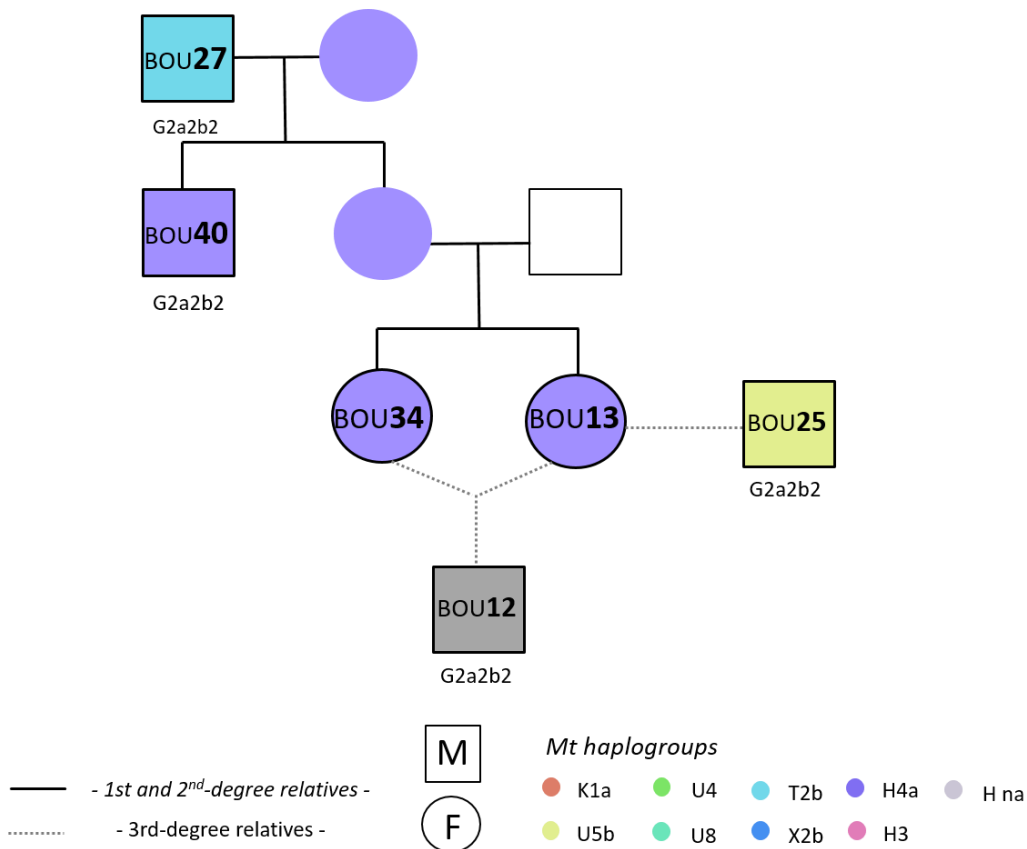 BOU27
G2a2b2
BOU40
G2a2b2
BOU34
BOU13
BOU25
G2a2b2
BOU12
G2a2b2
- 1st and 2nd-degree relatives -
- 3rd-degree relatives -
M
F
Mt haplogroups
K1a
U4
T2b
H4a
H na
U5b
U8
X2b
H3